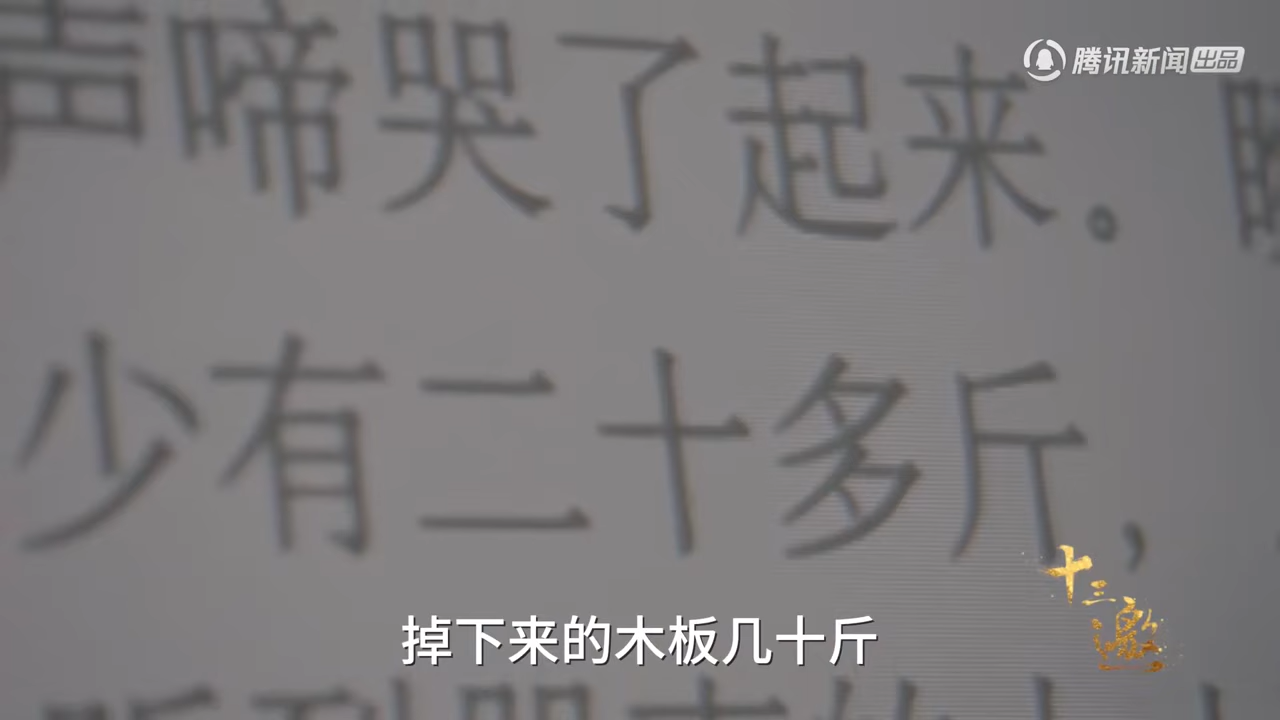 腾讯新闻出品
声啼哭了起来。
少有二十多斤，
十三邀
掉下来的木板几十斤